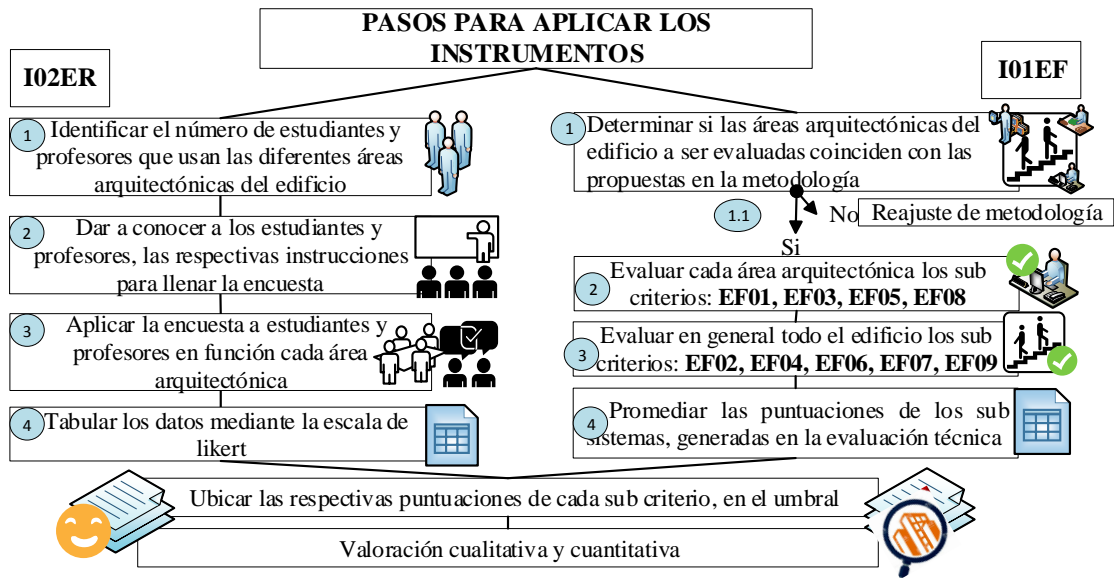 PASOS PARA APLICAR LOS
INSTRUMENTOS
I02ER
1
Identificar el número de estudiantes y
profesores que usan las diferentes áreas
arquitectónicas del edificio
2
Dar a conocer a los estudiantes y
profesores, las respectivas instrucciones
para llenar la encuesta
3
Aplicar la encuesta a estudiantes y
profesores en función cada área
arquitectónica
4
Tabular los datos mediante la escala de
likert
I01EF
1
Determinar si las áreas arquitectónicas del
edificio a ser evaluadas coinciden con las
propuestas en la metodología
1.1
No
Reajuste de metodología
Si
2
Evaluar cada área arquitectónica los sub
criterios: EF01, EF03, EF05, EF08
3
Evaluar en general todo el edificio los sub
criterios: EF02, EF04, EF06, EF07, EF09
4
Promediar las puntuaciones de los sub
sistemas, generadas en la evaluación técnica
Ubicar las respectivas puntuaciones de cada sub criterio, en el umbral
Valoración cualitativa y cuantitativa